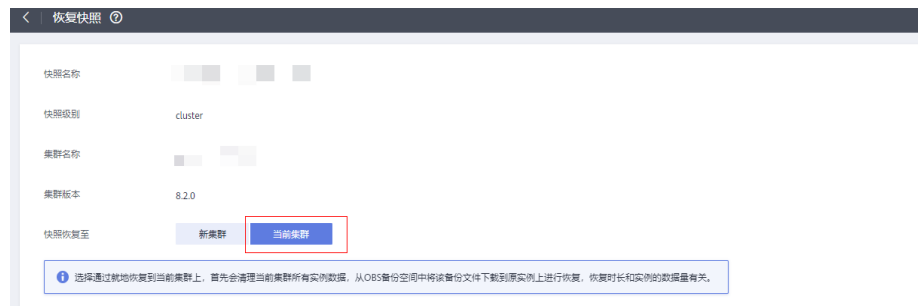 恢复快照
快照名称
快照级别 cluster
集群名称
集群版本 8.2.0
快照恢复至 新集群 当前集群
选择通过就地恢复到当前集群上，首先会清理当前集群所有实例数据，从OBS备份空间中将该备份文件下载到原实例上进行恢复，恢复时长和实例的数据量有关。